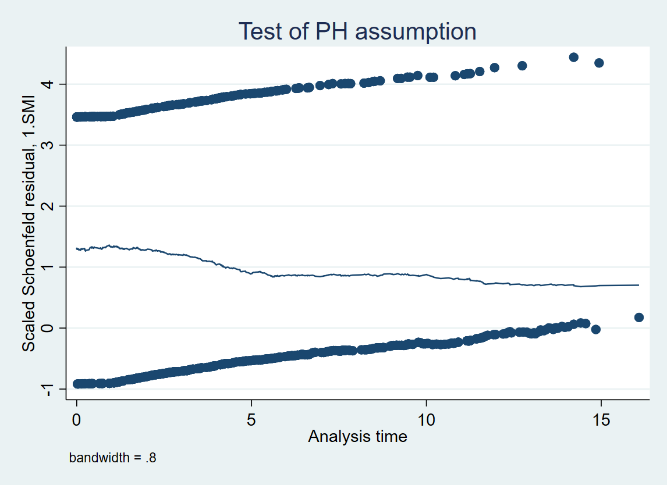 Test of PH assumption
Scaled Schoenfeld residual, 1.SMI
4
3
2
1
0
-1
0
5
10
15
Analysis time
bandwidth = .8